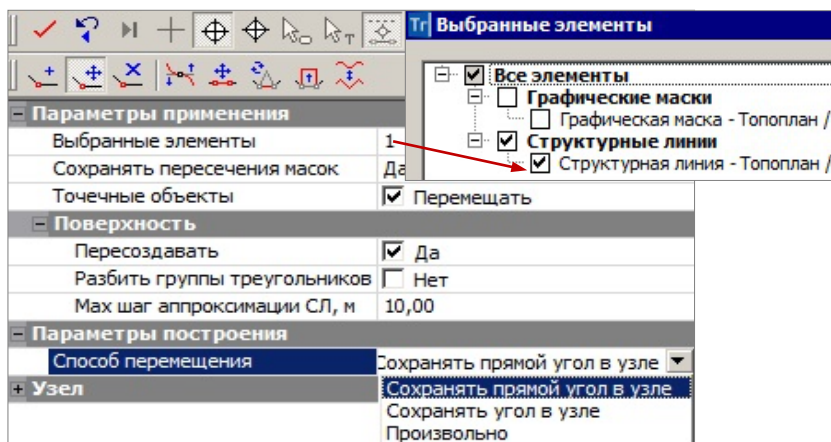 Выбранные элементы
Все элементы
Графические маски
Графическая маска - Топоплан /
Структурные линии
Структурная линия - Топоплан /
Параметры применения
Выбранные элементы 1
Сохранять пересечения масок Да
Точечные объекты Перемещать
Поверхность
Пересоздавать Да
Разбить группы треугольников Нет
Мах шаг аппроксимации СЛ, м 10,00
Параметры построения
Способ перемещения Сохранять прямой угол в узле
Узел
Сохранять прямой угол в узле
Сохранять угол в узле
Произвольно